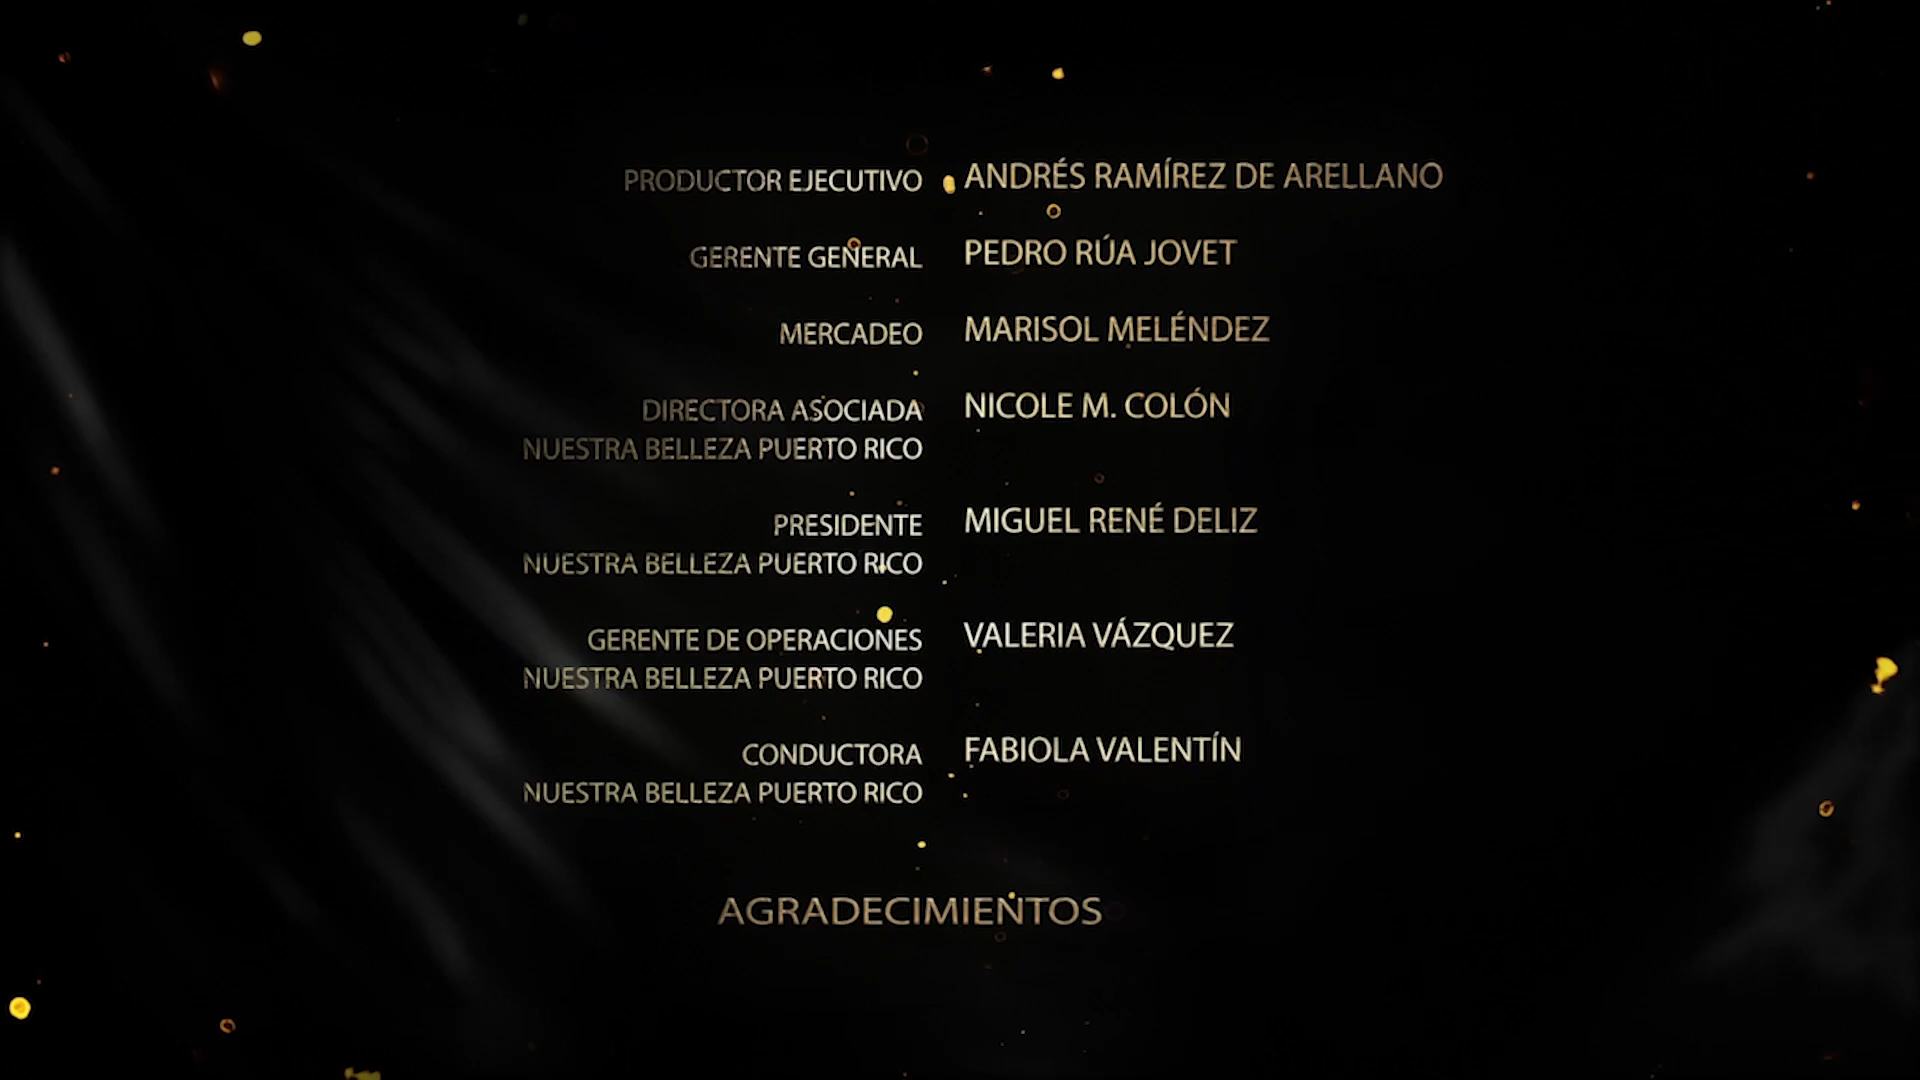 PRODUCTOR EJECUTIVO ANDRÉS RAMÍREZ DE ARELLANO
GERENTE GENERAL PEDRO RÚA JOVET
MERCADEO MARISOL MELÉNDEZ
DIRECTORA ASOCIADA NICOLE M. COLÓN
NUESTRA BELLEZA PUERTO RICO
PRESIDENTE MIGUEL RENÉ DELIZ
NUESTRA BELLEZA PUERTO RICO
GERENTE DE OPERACIONES VALERIA VÁZQUEZ
NUESTRA BELLEZA PUERTO RICO
CONDUCTORA FABIOLA VALENTÍN
NUESTRA BELLEZA PUERTO RICO
AGRADECIMIENTOS